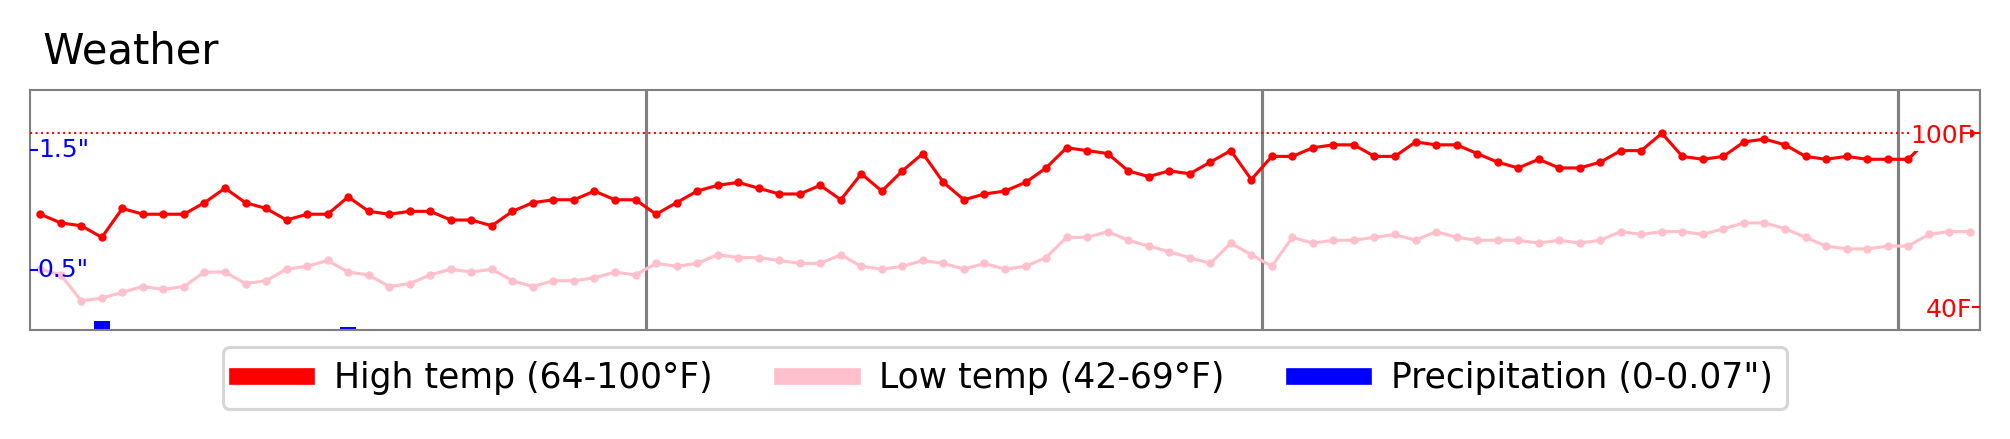 Weather
1.5"
100F
0.5"
40F
High temp (64-100°F) Low temp (42-69°F) Precipitation (0-0.07")